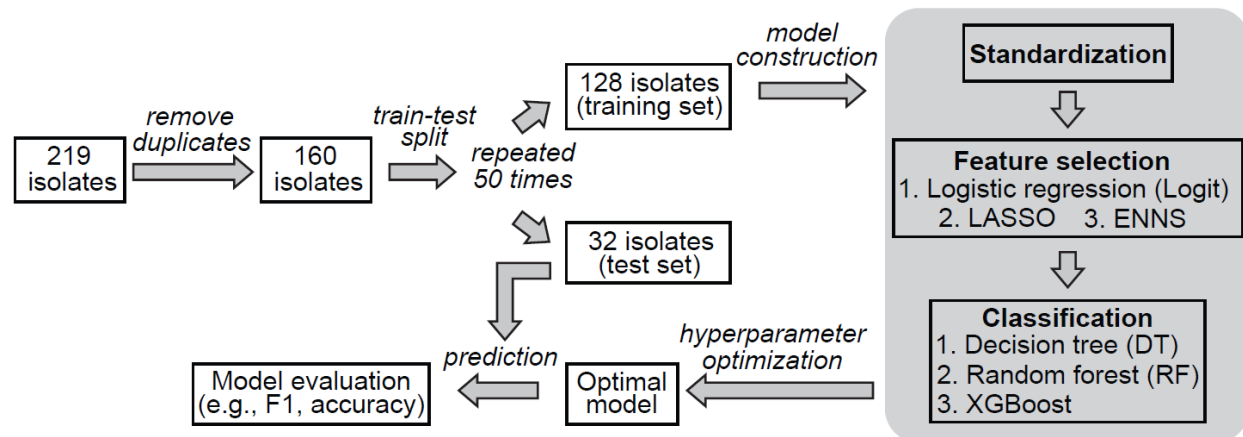 219
isolates
remove
duplicates
160
isolates
train-test
split
repeated
50 times
128 isolates
(training set)
32 isolates
(test set)
model
construction
Standardization
Feature selection
1. Logistic regression (Logit)
2. LASSO 3. ENNS
Classification
1. Decision tree (DT)
2. Random forest (RF)
3. XGBoost
hyperparameter
optimization
Optimal
model
prediction
Model evaluation
(e.g., F1, accuracy)